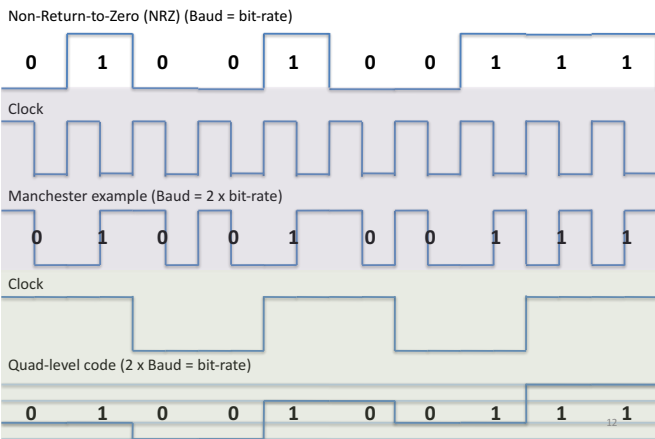 Non-Return-to-Zero (NRZ) (Baud = bit-rate)
0 1 0 0 1 0 0 1 1 1
Clock
Manchester example (Baud = 2 x bit-rate)
0 1 0 0 1 0 0 1 1 1
Clock
Quad-level code (2 x Baud = bit-rate)
0 1 0 0 1 0 0 1 1 1
12